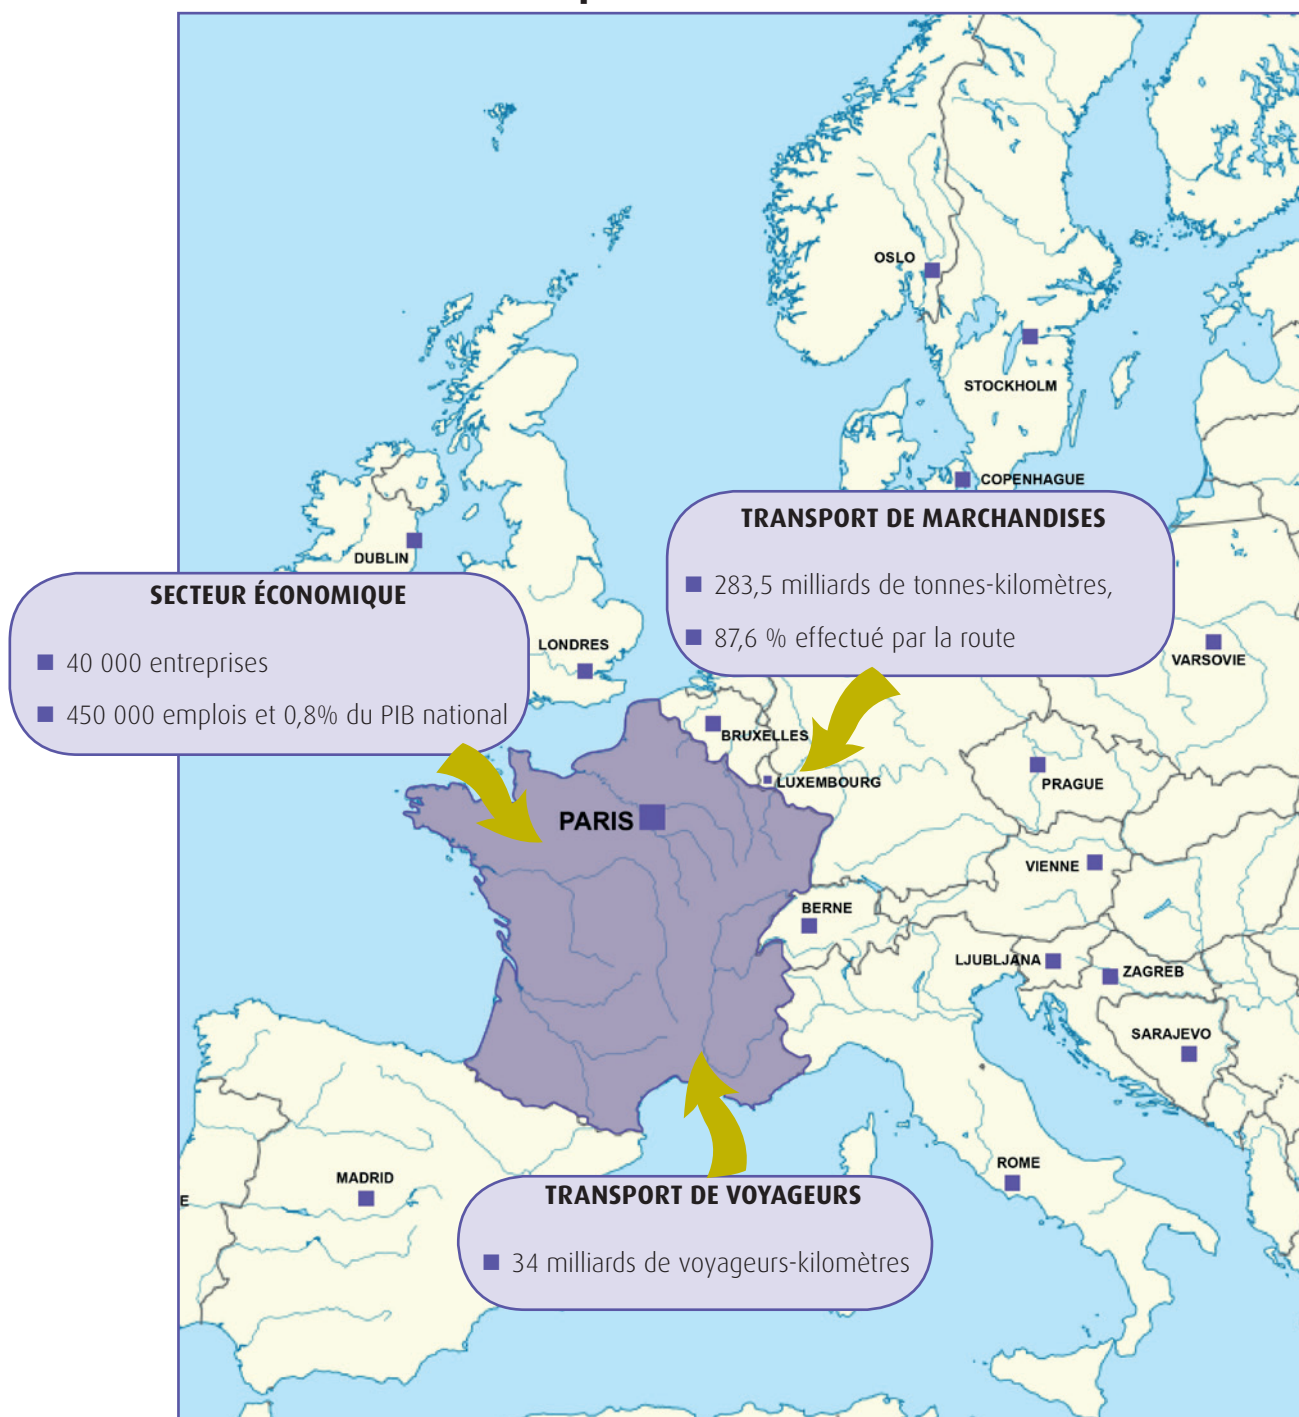 OSLO
STOCKHOLM
COPENHAGUE
DUBLIN
TRANSPORT DE MARCHANDISES
283,5 milliards de tonnes-kilomètres,
87,6 % effectué par la route
SECTEUR ÉCONOMIQUE
40 000 entreprises
450 000 emplois et 0,8% du PIB national
LONDRES
VARSOVIE
BRUXELLES
LUXEMBOURG
PRAGUE
PARIS
VIENNE
BERNE
LJUBLJANA
ZAGREB
SARAJEVO
MADRID
ROME
E
TRANSPORT DE VOYAGEURS
34 milliards de voyageurs-kilomètres